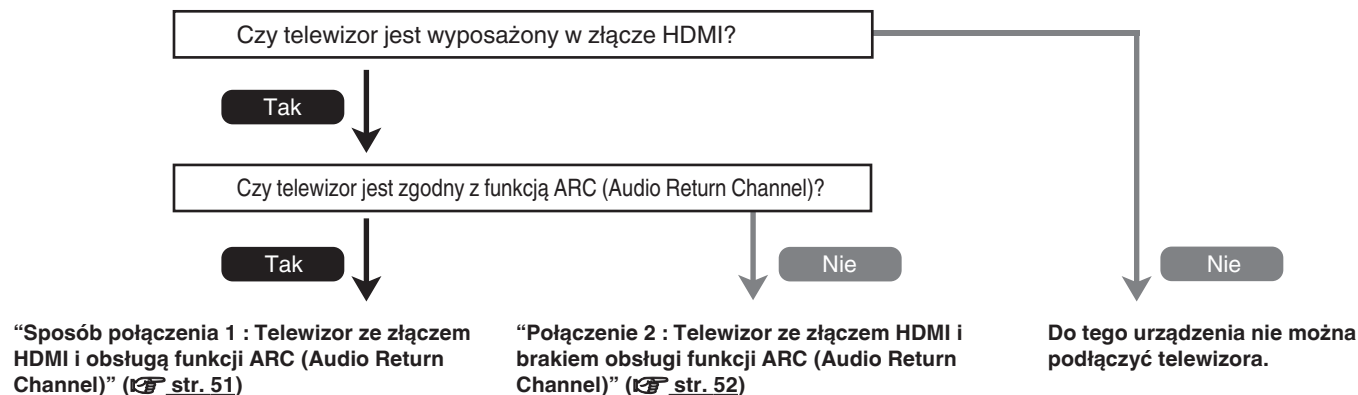 Czy telewizor jest wyposażony w złącze HDMI?
Tak
Czy telewizor jest zgodny z funkcją ARC (Audio Return Channel)?
Tak
Nie
Nie
“Sposób połączenia 1 : Telewizor ze złączem
HDMI i obsługą funkcji ARC (Audio Return
Channel)” (☞ str. 51)
“Połączenie 2 : Telewizor ze złączem HDMI i
brakiem obsługi funkcji ARC (Audio Return
Channel)” (☞ str. 52)
Do tego urządzenia nie można
podłączyć telewizora.